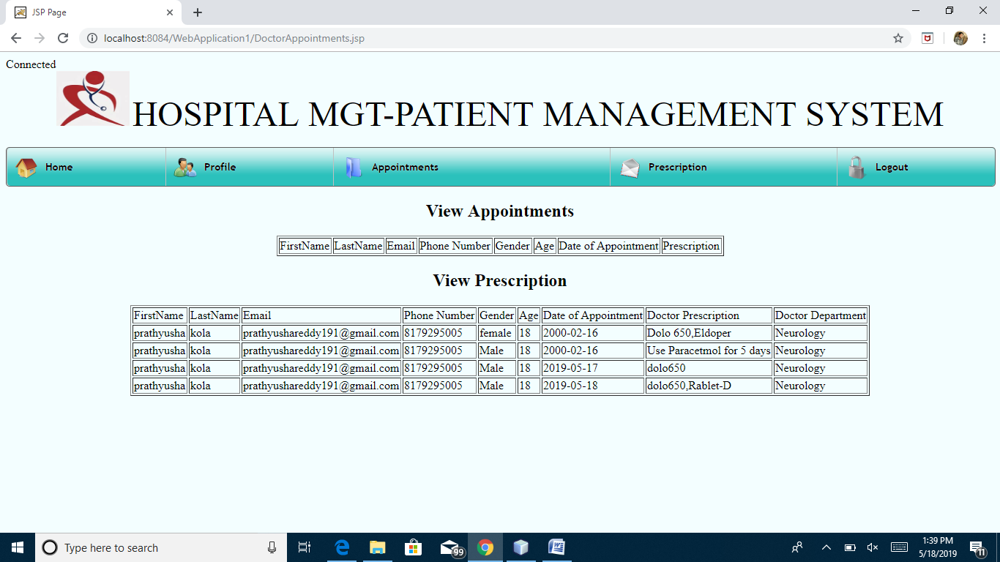 JSP Page
localhost:8084/WebApplication1/DoctorAppointments.jsp
Connected
HOSPITAL MGT-PATIENT MANAGEMENT SYSTEM
Home Profile Appointments Prescription Logout
View Appointments
FirstName LastName Email Phone Number Gender Age Date of Appointment Prescription
View Prescription
FirstName LastName Email Phone Number Gender Age Date of Appointment Doctor Prescription Doctor Department
prathyusha kola prathyushareddy191@gmail.com 8179295005 female 18 2000-02-16 Dolo 650,Eldoper Neurology
prathyusha kola prathyushareddy191@gmail.com 8179295005 Male 18 2000-02-16 Use Paracetmol for 5 days Neurology
prathyusha kola prathyushareddy191@gmail.com 8179295005 Male 18 2019-05-17 dolo650 Neurology
prathyusha kola prathyushareddy191@gmail.com 8179295005 Male 18 2019-05-18 dolo650,Rablet-D Neurology
Type here to search 99 1:39 PM 11
5/18/2019